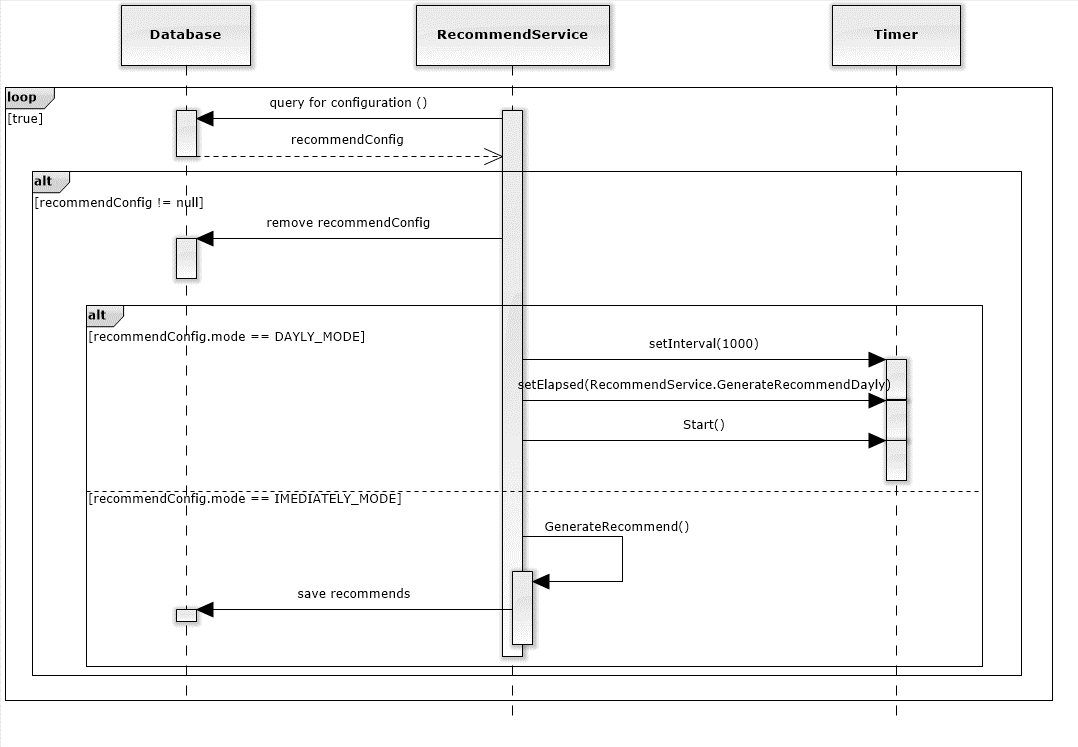 Database
RecommendService
Timer
loop
[true]
query for configuration ()
recommendConfig
alt
[recommendConfig != null]
remove recommendConfig
alt
[recommendConfig.mode == DAYLY_MODE]
setInterval(1000)
setElapsed(RecommendService.GenerateRecommendDayly)
Start()
[recommendConfig.mode == IMEDIATELY_MODE]
GenerateRecommend()
save recommends